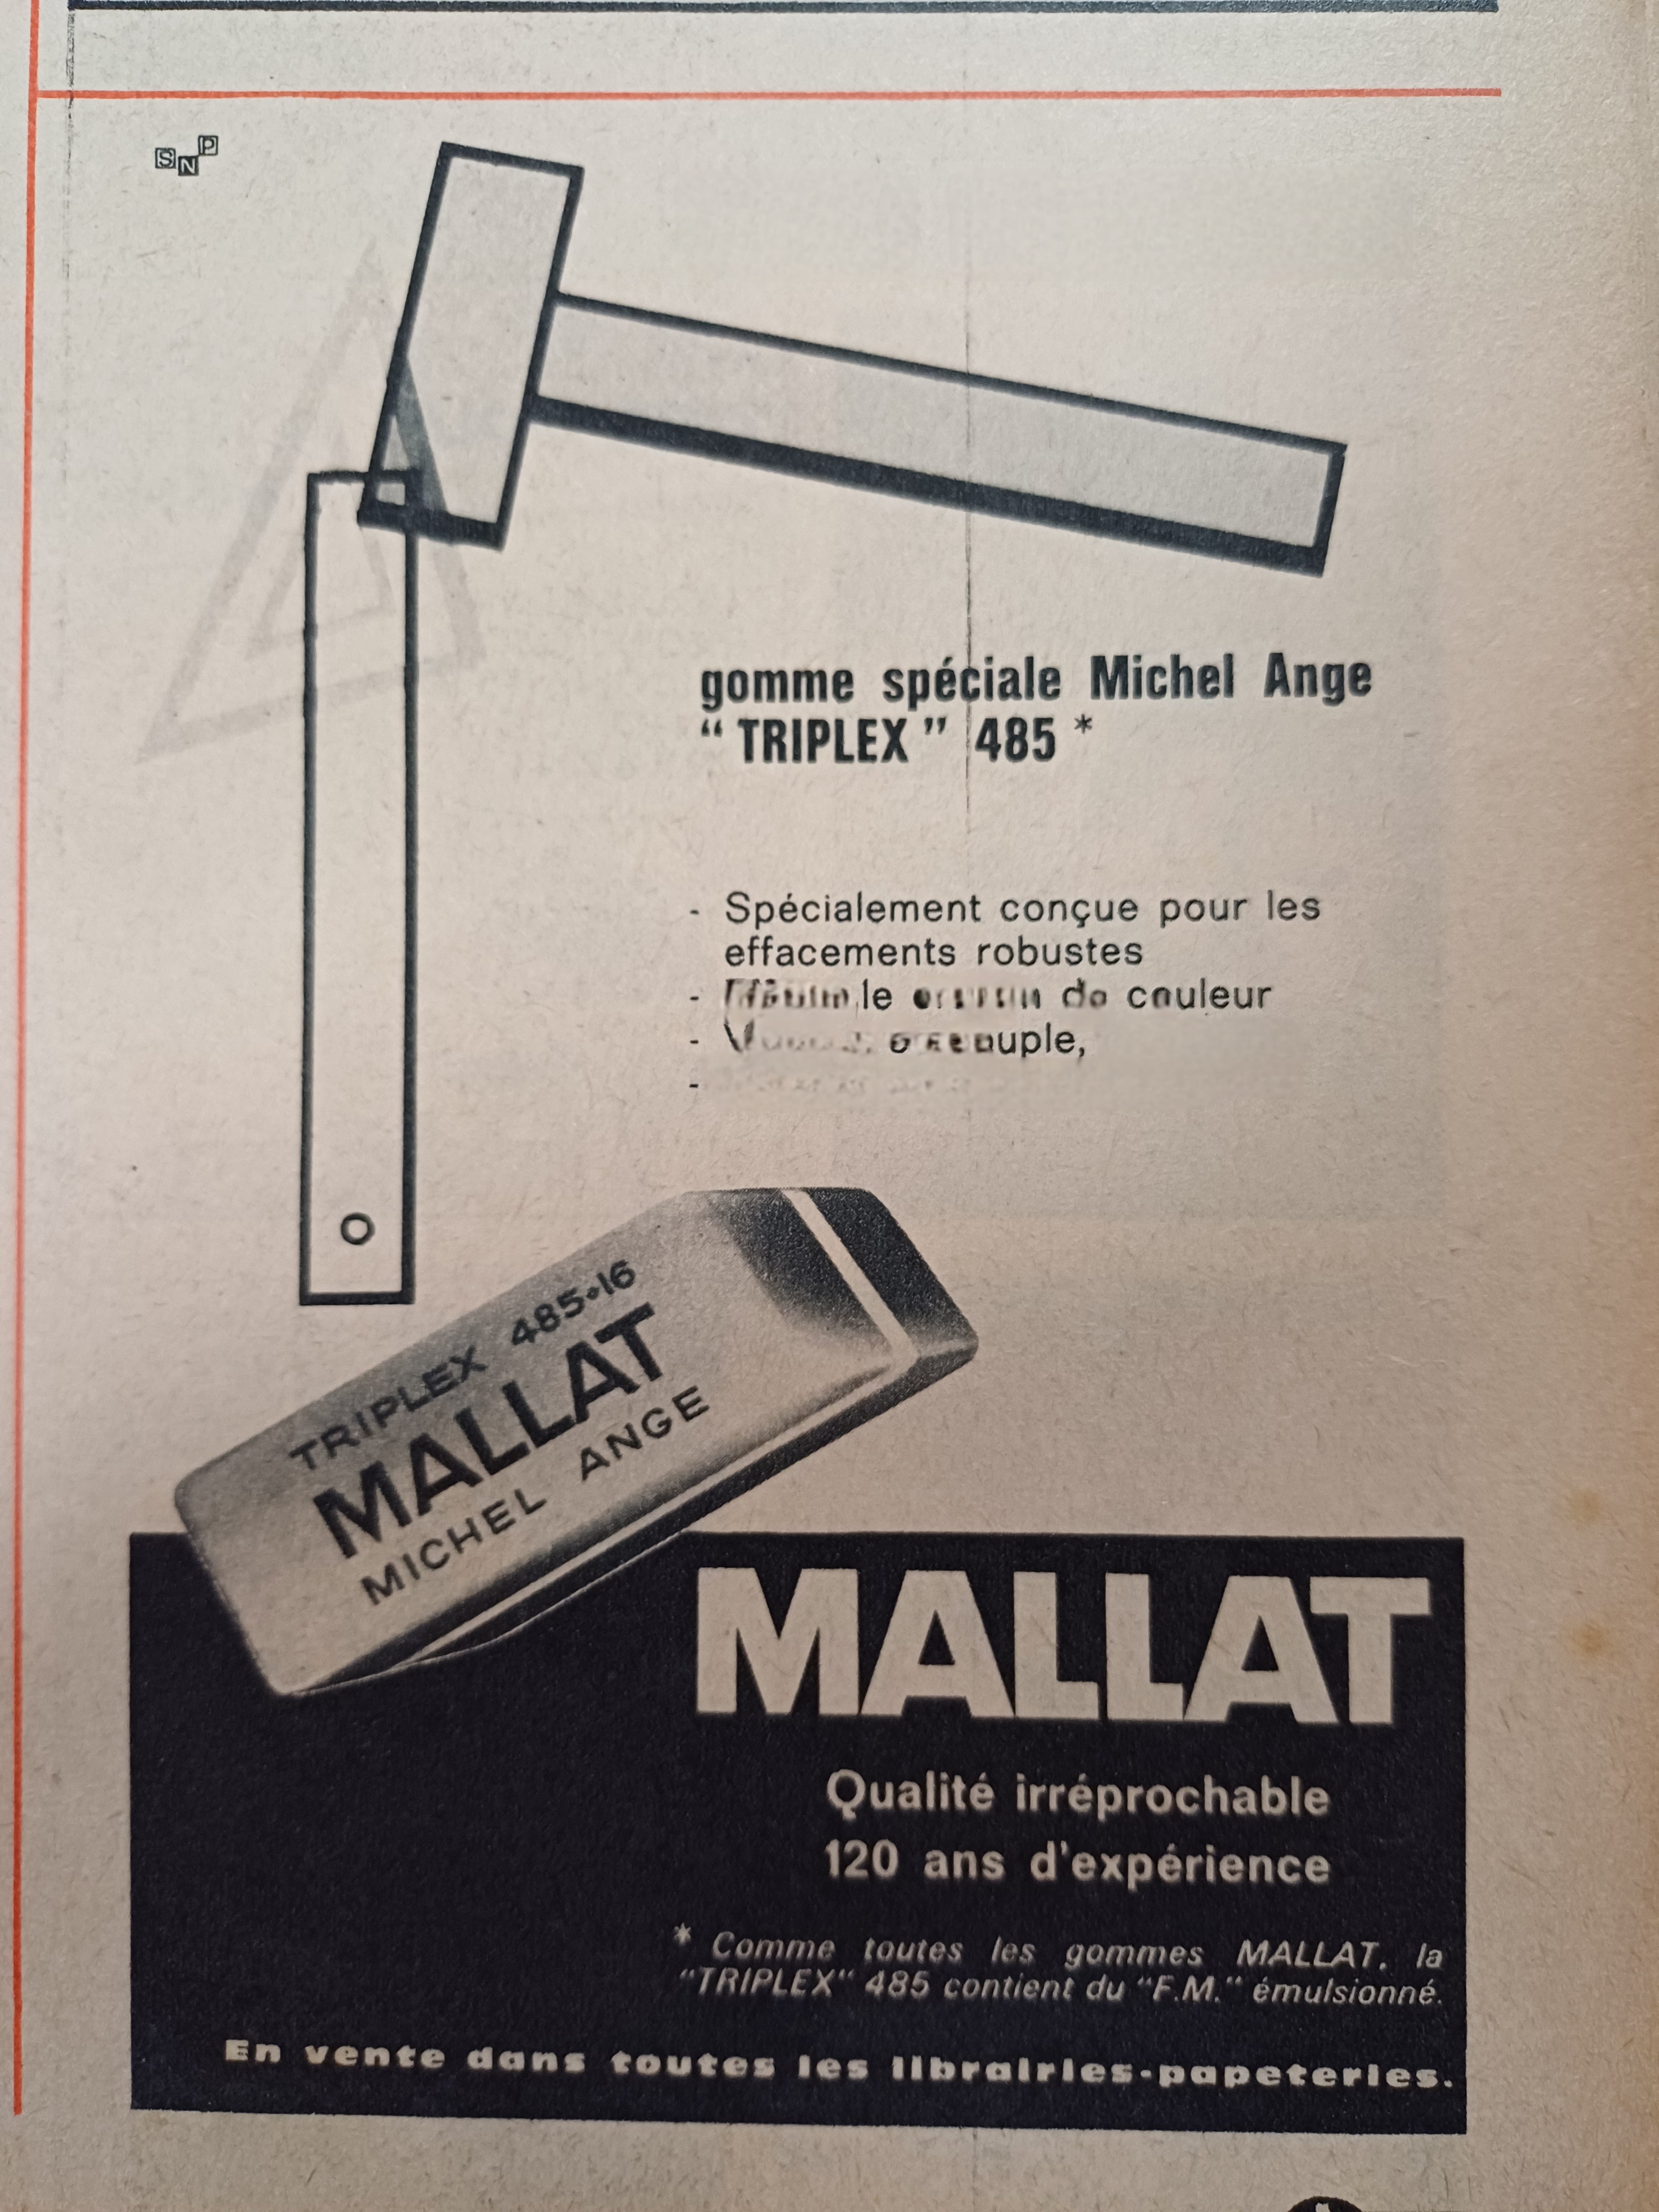 SNP
gomme spéciale Michel Ange
“ TRIPLEX ” 485 *
- Spécialement conçue pour les
effacements robustes
- le de couleur
-
-
TRIPLEX 485•16
MALLAT
MICHEL ANGE
MALLAT
Qualité irréprochable
120 ans d'expérience
* Comme toutes les gommes MALLAT. la
“TRIPLEX“ 485 contient du “F.M.“ émulsionné.
En vente dans toutes les librairies-papeteries.